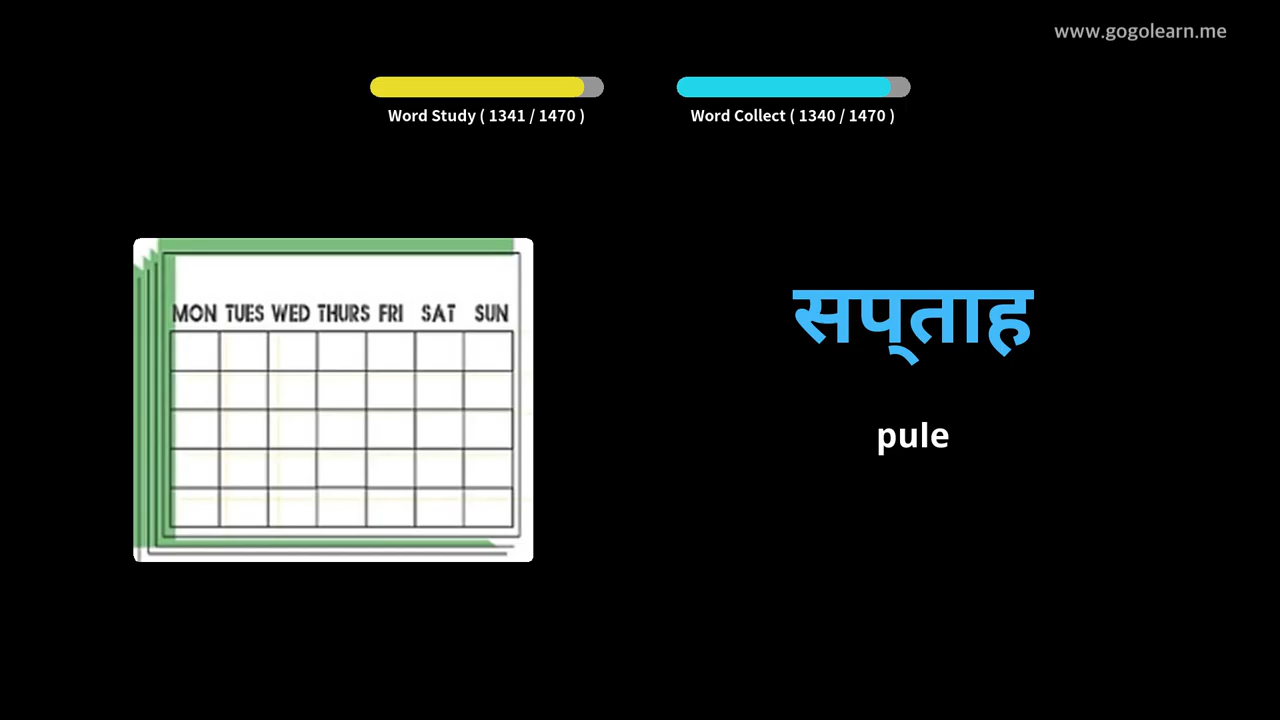 www.gogolearn.me
Word Study ( 1341 / 1470 )
Word Collect ( 1340 / 1470 )
MON TUES WED THURS FRI SAT SUN
सप्ताह
pule